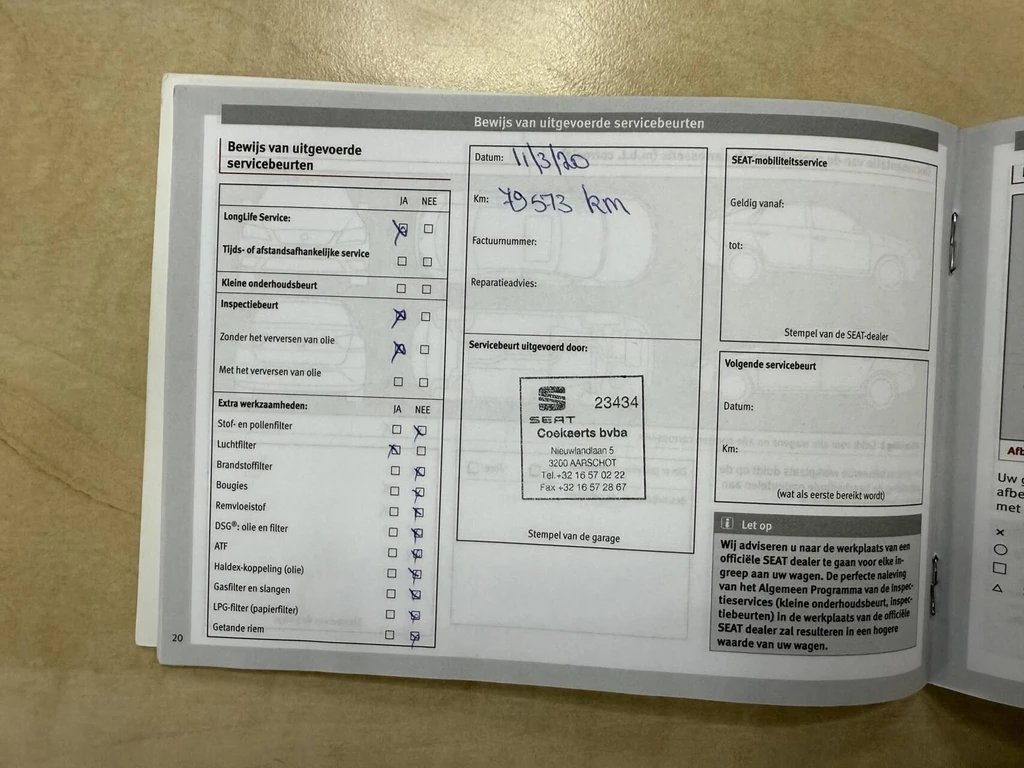 Bewijs van uitgevoerde servicebeurten
Bewijs van uitgevoerde
servicebeurten
JA NEE
LongLife Service:
Tijds- of afstandsafhankelijke service
Kleine onderhoudsbeurt
Inspectiebeurt
Zonder het verversen van olie
Met het verversen van olie
Extra werkzaamheden: JA NEE
Stof- en pollenfilter
Luchtfilter
Brandstoffilter
Bougies
Remvloeistof
DSG®: olie en filter
ATF
Haldex-koppeling (olie)
Gasfilter en slangen
LPG-filter (papierfilter)
Getande riem
20
Datum: 11/3/20
Km: 79573 km
Factuurnummer:
Reparatieadvies:
Servicebeurt uitgevoerd door:
23434
SEAT
Coekaerts bvba
Nieuwlandlaan 5
3200 AARSCHOT
Tel.+32 16 57 02 22
Fax +32 16 57 28 67
Stempel van de garage
SEAT-mobiliteitsservice
Geldig vanaf:
tot:
Stempel van de SEAT-dealer
Volgende servicebeurt
Datum:
Km:
(wat als eerste bereikt wordt)
i Let op
Wij adviseren u naar de werkplaats van een
officiële SEAT dealer te gaan voor elke in-
greep aan uw wagen. De perfecte naleving
van het Algemeen Programma van de Inspec-
tieservices (kleine onderhoudsbeurt, inspec-
tiebeurten) in de werkplaats van de officiële
SEAT dealer zal resulteren in een hogere
waarde van uw wagen.
Afb
Uw g
afbe
met